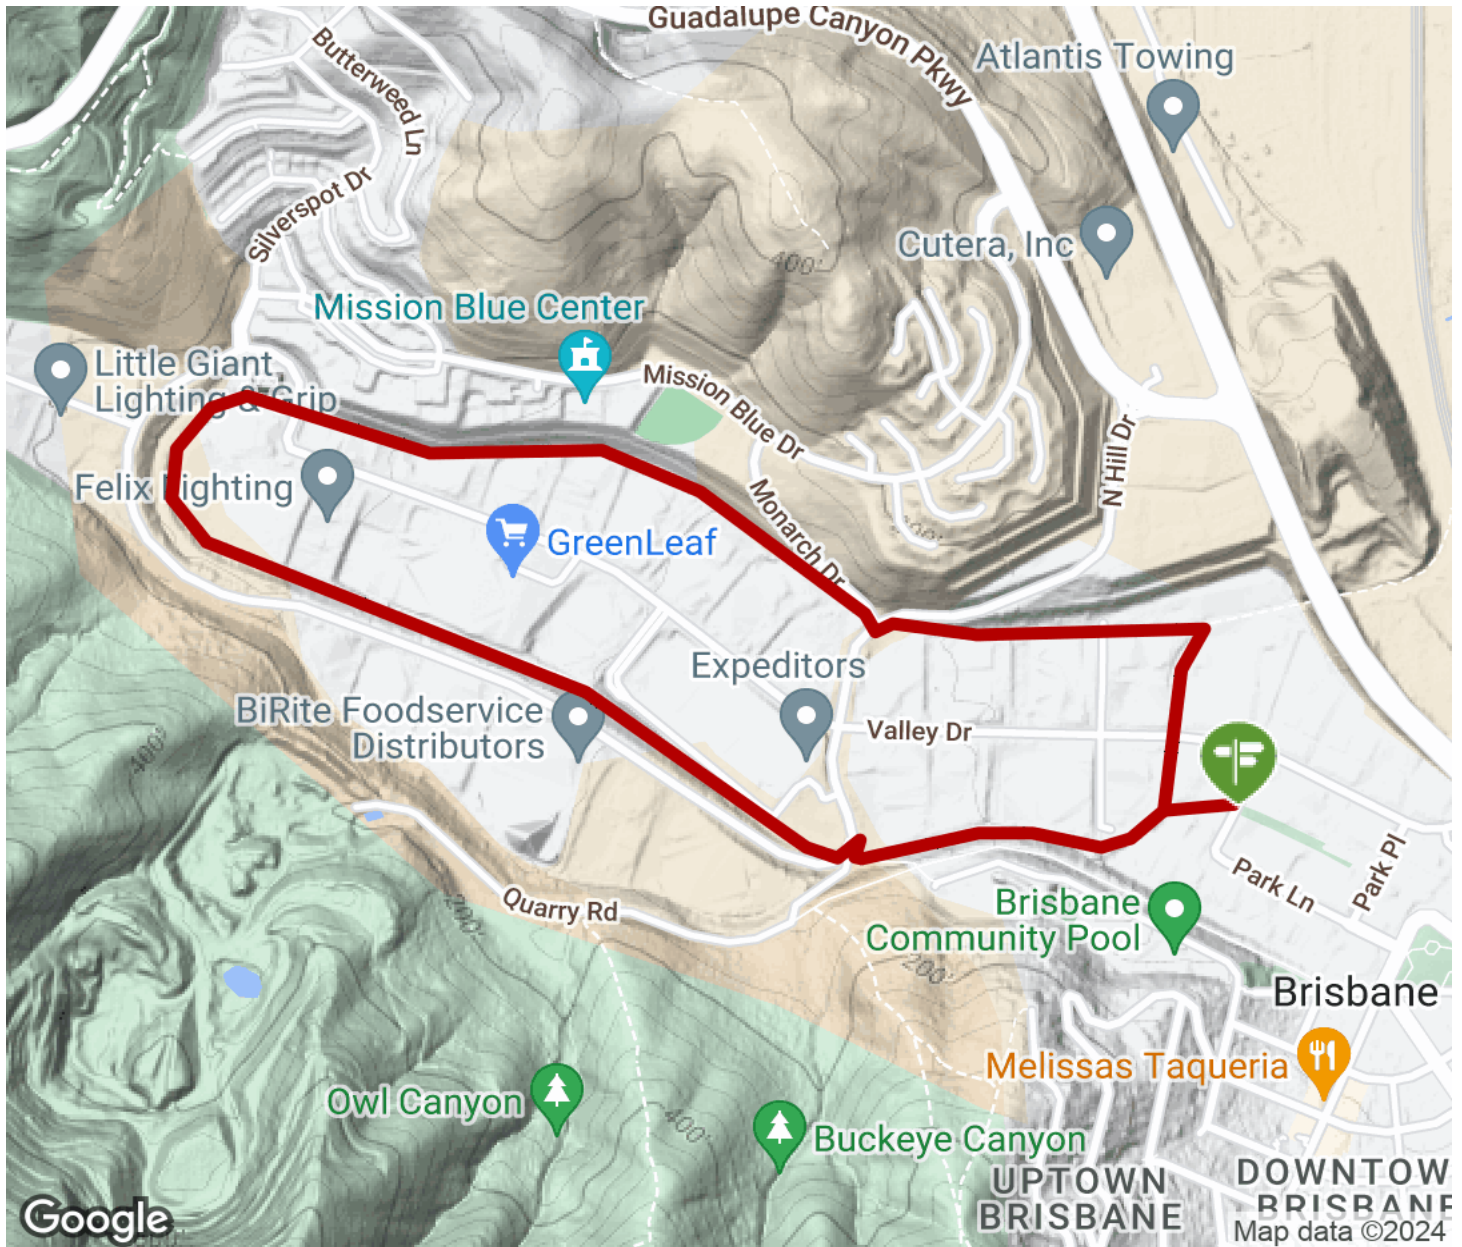 Guadalupe Canyon Pkwy
Butterweed Ln
Atlantis Towing
Silverspot Dr
Cutera, Inc
400'
Mission Blue Center
Little Giant
Lighting & Grip
Mission Blue Dr
N Hill Dr
Felix Lighting
Monarch Dr
GreenLeaf
Expeditors
BiRite Foodservice
Distributors
Valley Dr
400'
Park Pl
Park Ln
Quarry Rd
200'
Brisbane
Community Pool
200'
Brisbane
Melissas Taqueria
Owl Canyon
400'
Buckeye Canyon
UPTOWN
BRISBANE
DOWNTOW
BRISBANE
Google
Map data ©2024